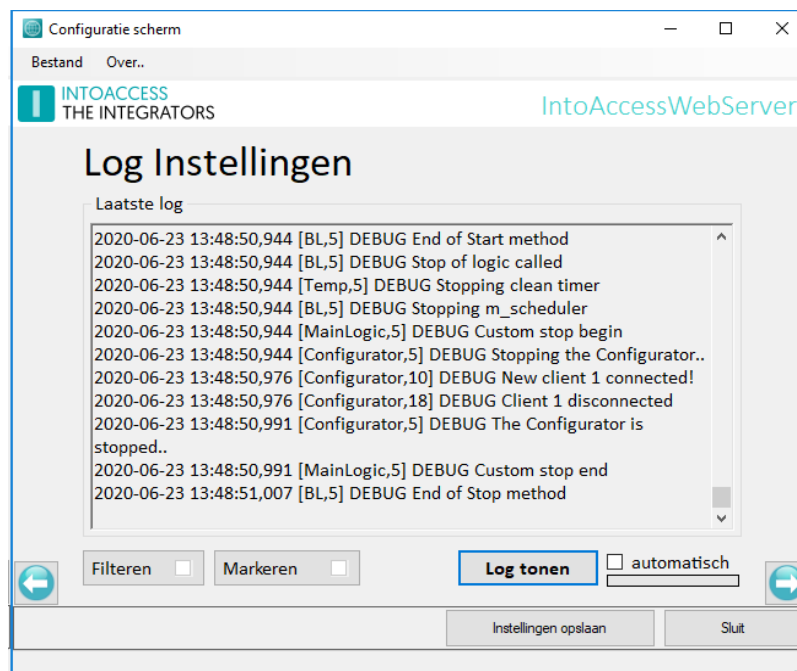 Configuratie scherm
Bestand Over..
INTOACCESS
THE INTEGRATORS
IntoAccessWebServer
Log Instellingen
Laatste log
2020-06-23 13:48:50,944 [BL,5] DEBUG End of Start method
2020-06-23 13:48:50,944 [BL,5] DEBUG Stop of logic called
2020-06-23 13:48:50,944 [Temp,5] DEBUG Stopping clean timer
2020-06-23 13:48:50,944 [BL,5] DEBUG Stopping m_scheduler
2020-06-23 13:48:50,944 [MainLogic,5] DEBUG Custom stop begin
2020-06-23 13:48:50,944 [Configurator,5] DEBUG Stopping the Configurator..
2020-06-23 13:48:50,976 [Configurator,10] DEBUG New client 1 connected!
2020-06-23 13:48:50,976 [Configurator,18] DEBUG Client 1 disconnected
2020-06-23 13:48:50,991 [Configurator,5] DEBUG The Configurator is
stopped..
2020-06-23 13:48:50,991 [MainLogic,5] DEBUG Custom stop end
2020-06-23 13:48:51,007 [BL,5] DEBUG End of Stop method
Filteren Markeren Log tonen automatisch
Instellingen opslaan Sluit